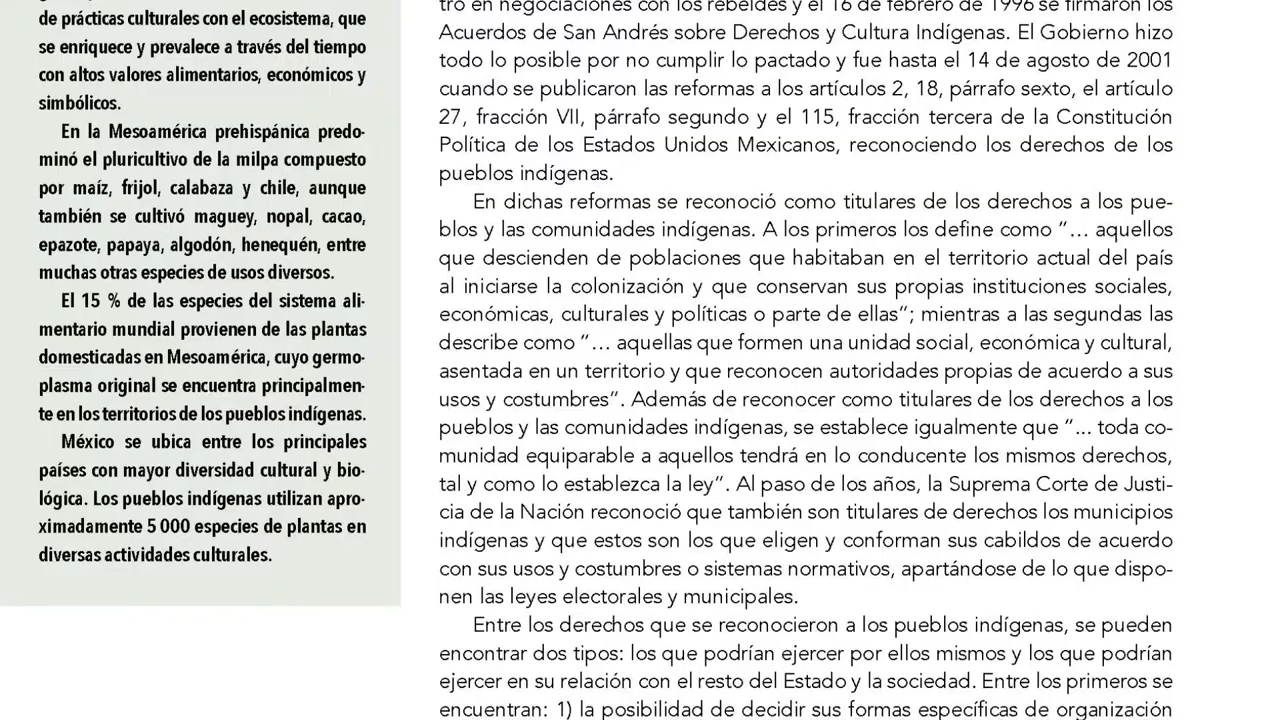 de prácticas culturales con el ecosistema, que
se enriquece y prevalece a través del tiempo
con altos valores alimentarios, económicos y
simbólicos.
En la Mesoamérica prehispánica predo-
minó el pluricultivo de la milpa compuesto
por maíz, frijol, calabaza y chile, aunque
también se cultivó maguey, nopal, cacao,
epazote, papaya, algodón, henequén, entre
muchas otras especies de usos diversos.
El 15 % de las especies del sistema ali-
mentario mundial provienen de las plantas
domesticadas en Mesoamérica, cuyo germo-
plasma original se encuentra principalmen-
te en los territorios de los pueblos indígenas.
México se ubica entre los principales
países con mayor diversidad cultural y bio-
lógica. Los pueblos indígenas utilizan apro-
ximadamente 5 000 especies de plantas en
diversas actividades culturales.
tró en negociaciones con los rebeldes y el 16 de febrero de 1996 se firmaron los
Acuerdos de San Andrés sobre Derechos y Cultura Indígenas. El Gobierno hizo
todo lo posible por no cumplir lo pactado y fue hasta el 14 de agosto de 2001
cuando se publicaron las reformas a los artículos 2, 18, párrafo sexto, el artículo
27, fracción VII, párrafo segundo y el 115, fracción tercera de la Constitución
Política de los Estados Unidos Mexicanos, reconociendo los derechos de los
pueblos indígenas.
En dichas reformas se reconoció como titulares de los derechos a los pue-
blos y las comunidades indígenas. A los primeros los define como “… aquellos
que descienden de poblaciones que habitaban en el territorio actual del país
al iniciarse la colonización y que conservan sus propias instituciones sociales,
económicas, culturales y políticas o parte de ellas”; mientras a las segundas las
describe como “… aquellas que formen una unidad social, económica y cultural,
asentada en un territorio y que reconocen autoridades propias de acuerdo a sus
usos y costumbres”. Además de reconocer como titulares de los derechos a los
pueblos y las comunidades indígenas, se establece igualmente que “... toda co-
munidad equiparable a aquellos tendrá en lo conducente los mismos derechos,
tal y como lo establezca la ley”. Al paso de los años, la Suprema Corte de Justi-
cia de la Nación reconoció que también son titulares de derechos los municipios
indígenas y que estos son los que eligen y conforman sus cabildos de acuerdo
con sus usos y costumbres o sistemas normativos, apartándose de lo que dispo-
nen las leyes electorales y municipales.
Entre los derechos que se reconocieron a los pueblos indígenas, se pueden
encontrar dos tipos: los que podrían ejercer por ellos mismos y los que podrían
ejercer en su relación con el resto del Estado y la sociedad. Entre los primeros se
encuentran: 1) la posibilidad de decidir sus formas específicas de organización